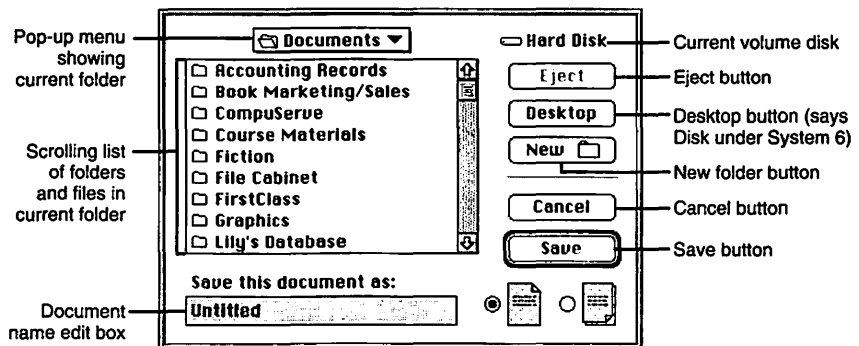 Pop-up menu
showing
current folder
Documents
Hard Disk
Current volume disk
Accounting Records
Book Marketing/Sales
CompuServe
Course Materials
Fiction
File Cabinet
FirstClass
Graphics
Lily's Database
Scrolling list
of folders
and files in
current folder
Eject
Eject button
Desktop
Desktop button (says
Disk under System 6)
New
New folder button
Cancel
Cancel button
Save
Save button
Save this document as:
Untitled
Document
name edit box